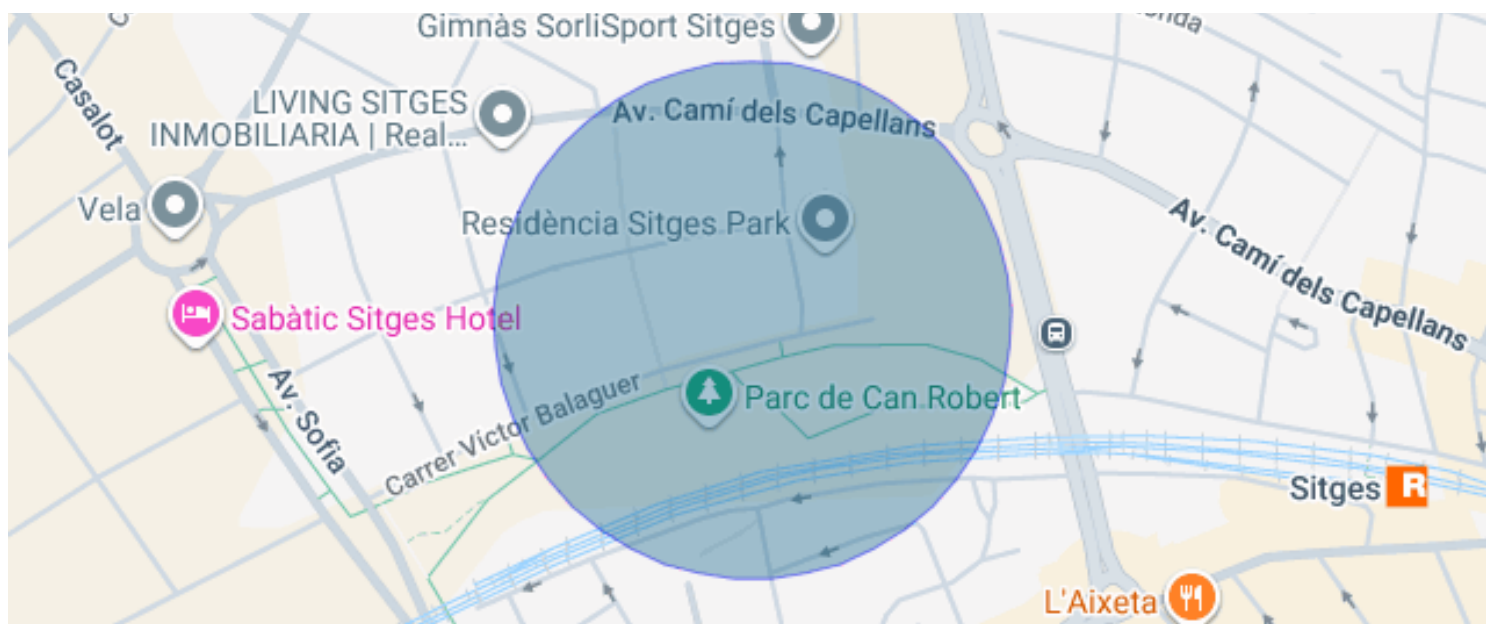 Gimnàs SorliSport Sitges
Casalot
LIVING SITGES
INMOBILIARIA | Real...
Av. Camí dels Capellans
Vela
Residència Sitges Park
Av. Camí dels Capellans
Sabàtic Sitges Hotel
Av. Sofia
Carrer Víctor Balaguer
Parc de Can Robert
Sitges R
L'Aixeta